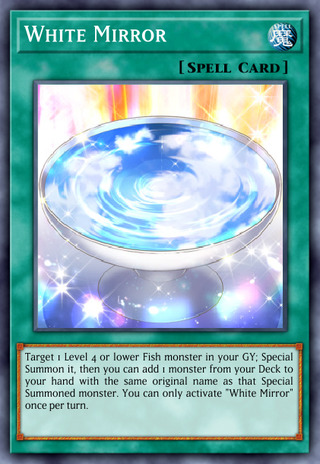 White Mirror
[Spell Card]
Target 1 Level 4 or lower Fish monster in your GY; Special
Summon it, then you can add 1 monster from your Deck to
your hand with the same original name as that Special
Summoned monster. You can only activate "White Mirror"
once per turn.